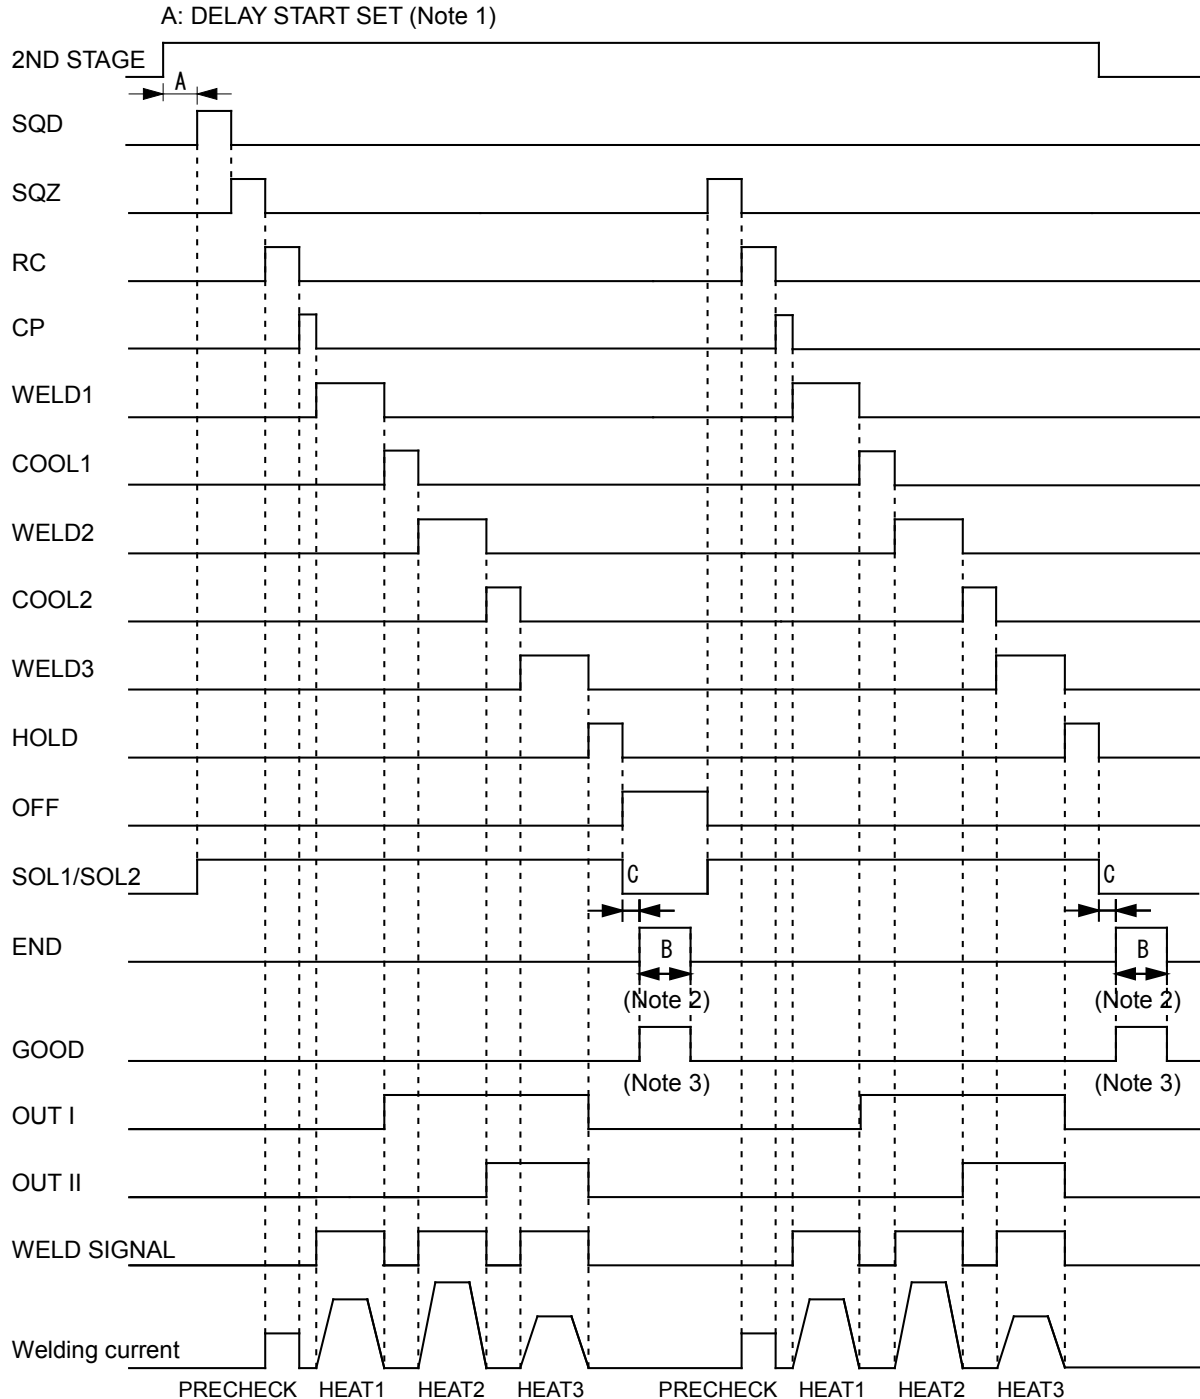 A: DELAY START SET (Note 1)
2ND STAGE
A
SQD
SQZ
RC
CP
WELD1
COOL1
WELD2
COOL2
WELD3
HOLD
OFF
SOL1/SOL2 C C
END B B
(Note 2) (Note 2)
GOOD
(Note 3) (Note 3)
OUT I
OUT II
WELD SIGNAL
Welding current
PRECHECK HEAT1 HEAT2 HEAT3 PRECHECK HEAT1 HEAT2 HEAT3